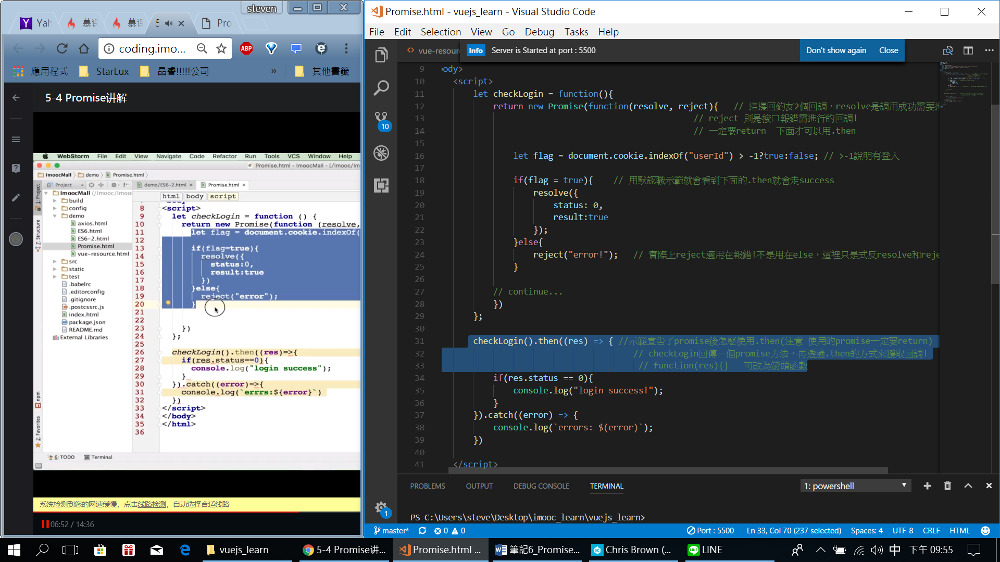 steven
Yah
慕课
慕课
5
Pro
coding.imo...
ABP
應用程式
StarLux
晶睿!!!!!公司
»
其他書籤
5-4 Promise讲解
WebStorm File Edit View Navigate Code Refactor Run Tools VCS Window Help
Promise.html - ImoocMall - [/Imooc/Im
ImoocMall demo Promise.html
Project
demo/ES6-2.html
Promise.html
1: Project
Z: Structure
npm
2: Favorites
ImoocMall (/Imooc/Imoo
build
config
demo
axios.html
ES6.html
ES6-2.html
Promise.html
vue-resource.html
src
static
test
.babelrc
.editorconfig
.gitignore
.postcssrc.js
index.html
package.json
README.md
External Libraries
html body script
8 <script>
9 let checkLogin = function () {
10 return new Promise(function (resolve,
11 let flag = document.cookie.indexOf(
12
13 if(flag=true){
14 resolve({
15 status:0,
16 result:true
17 })
18 }else{
19 reject("error");
20 }
21
22
23 })
24 };
25
26 checkLogin().then((res)=>{
27 if(res.status==0){
28 console.log("login success");
29 }
30 }).catch((error)=>{
31 console.log(`errrs:${error}`)
32 })
33 </script>
34 </body>
35 </html>
36
6: TODO Terminal
系统检测到您的网速缓慢，点击线路检测，自动选择合适线路
06:52 / 14:36
Promise.html - vuejs_learn - Visual Studio Code
File Edit Selection View Go Debug Tasks Help
vue-resour
Info Server is Started at port : 5500
Don't show again Close
10
1
9 body>
10 <script>
11 let checkLogin = function(){
12 return new Promise(function(resolve, reject){ // 這邊回釣友2個回調，resolve是調用成功需要進
13 // reject 則是接口報錯需進行的回調!
14 // 一定要return 下面才可以用.then
15
16 let flag = document.cookie.indexOf("userId") > -1?true:false; // >-1說明有登入
17
18 if(flag = true){ // 用默認職示範就會看到下面的.then就會走success
19 resolve({
20 status: 0,
21 result:true
22 });
23 }else{
24 reject("error!"); // 實際上reject適用在報錯!不是用在else，這裡只是式反resolve和reje
25 }
26
27 // continue...
28 })
29 };
30
31 checkLogin().then((res) => { //示範宣告了promise後怎麼使用.then(注意 使用的promise一定要return)
32 // checkLogin回傳一個promise方法，再透過.then的方式來獲取回調!
33 // function(res){} 可改為箭頭函數
34 if(res.status == 0){
35 console.log("login success!");
36 }
37 }).catch((error) => {
38 console.log(`errors: $(error)`);
39 })
40
41 </script>
PROBLEMS OUTPUT DEBUG CONSOLE TERMINAL
1: powershell
PS C:\Users\steve\Desktop\imooc_learn\vuejs_learn>
master* 0 0
Port : 5500 Ln 33, Col 70 (237 selected) Spaces: 4 UTF-8 CRLF HTML
vuejs_learn
5-4 Promise讲...
Promise.html ...
筆記6_Promise...
Chris Brown (...
LINE
中
下午 09:55